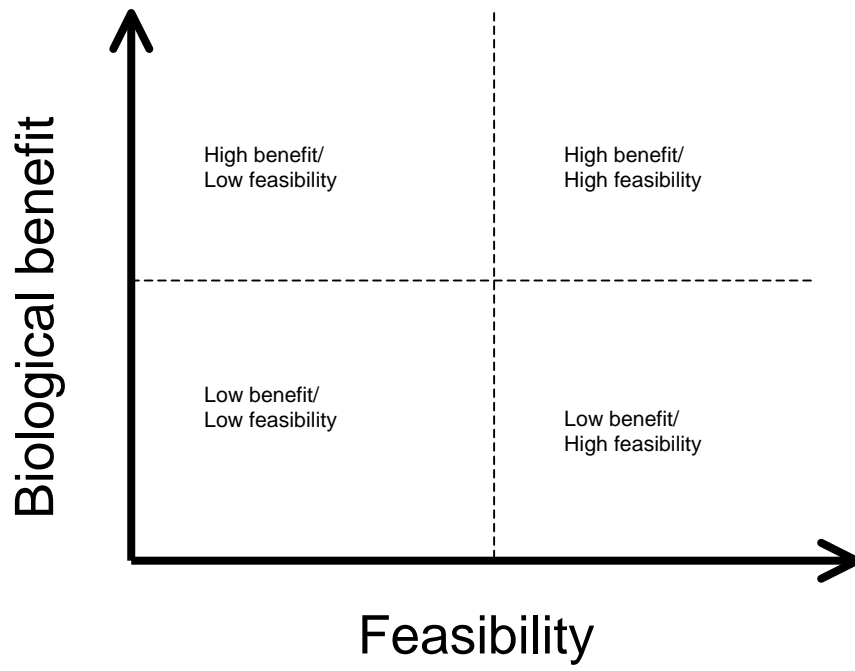 Biological benefit
High benefit/
Low feasibility
High benefit/
High feasibility
Low benefit/
Low feasibility
Low benefit/
High feasibility
Feasibility